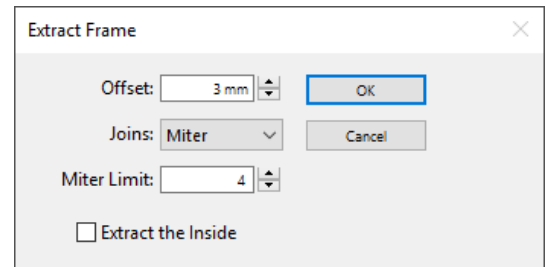 Extract Frame
Offset: 3 mm OK
Joins: Miter Cancel
Miter Limit: 4
Extract the Inside